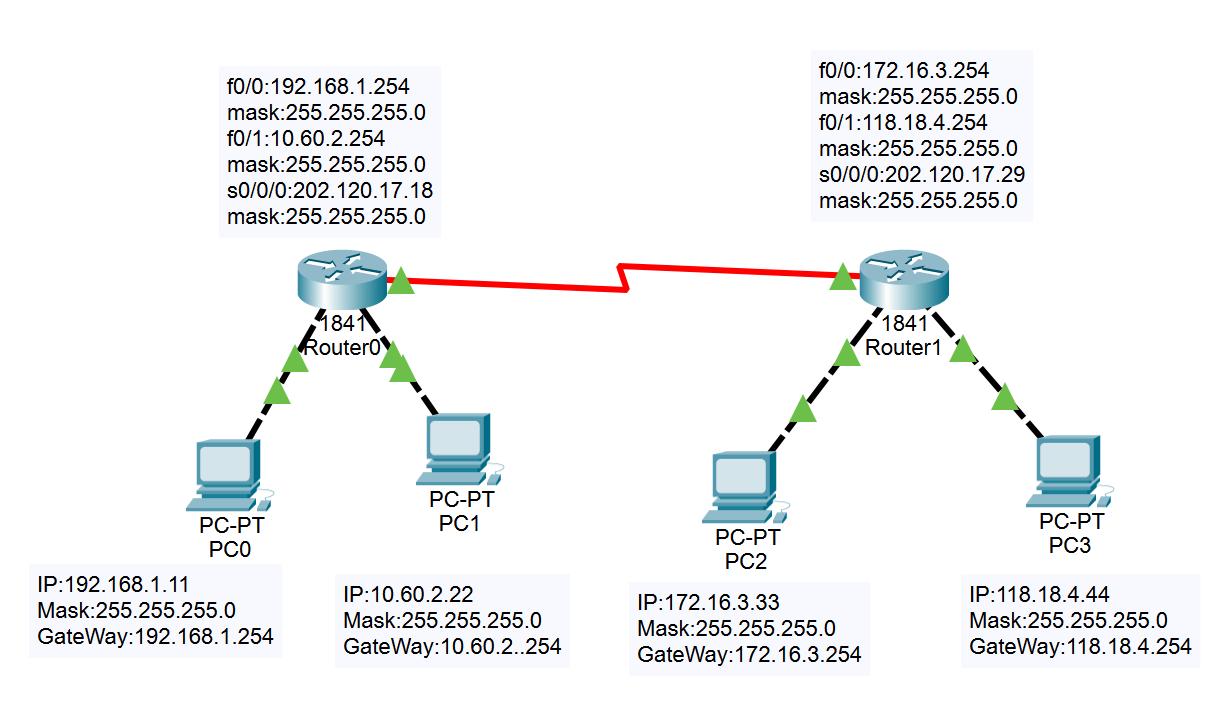 f0/0:192.168.1.254
mask:255.255.255.0
f0/1:10.60.2.254
mask:255.255.255.0
s0/0/0:202.120.17.18
mask:255.255.255.0
f0/0:172.16.3.254
mask:255.255.255.0
f0/1:118.18.4.254
mask:255.255.255.0
s0/0/0:202.120.17.29
mask:255.255.255.0
1841
Router0
1841
Router1
PC-PT
PC0
PC-PT
PC1
PC-PT
PC2
PC-PT
PC3
IP:192.168.1.11
Mask:255.255.255.0
GateWay:192.168.1.254
IP:10.60.2.22
Mask:255.255.255.0
GateWay:10.60.2..254
IP:172.16.3.33
Mask:255.255.255.0
GateWay:172.16.3.254
IP:118.18.4.44
Mask:255.255.255.0
GateWay:118.18.4.254